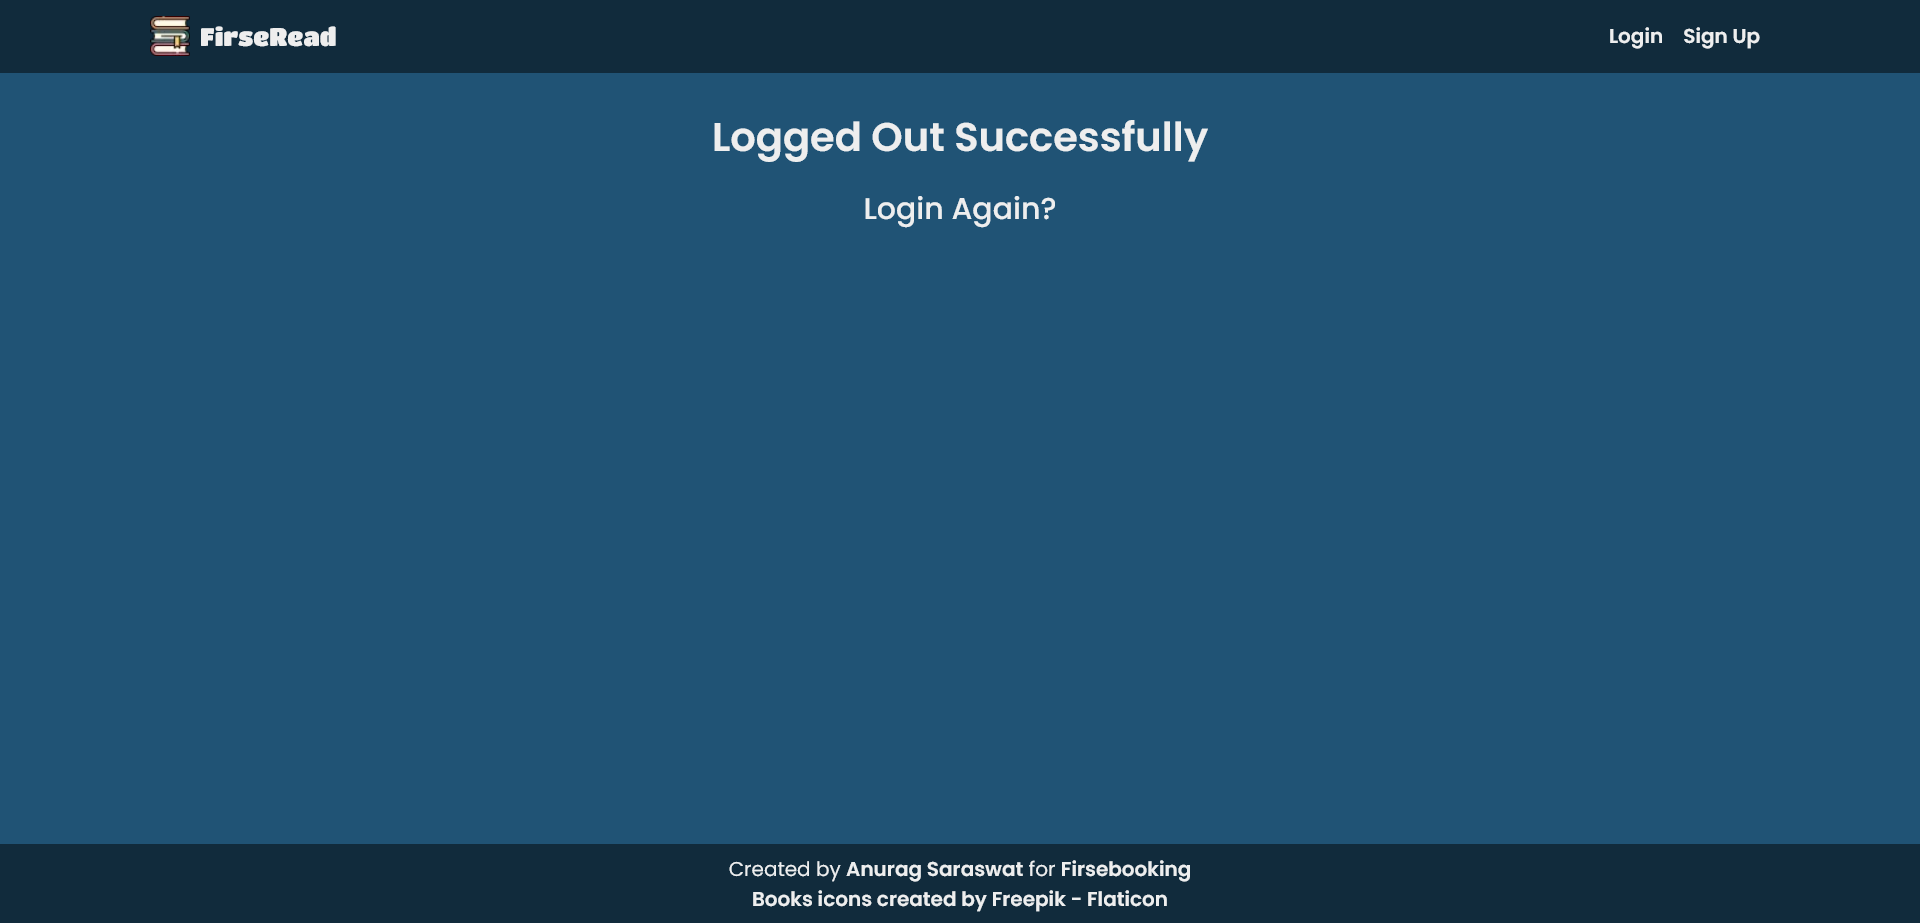 FirseRead
Login Sign Up
Logged Out Successfully
Login Again?
Created by Anurag Saraswat for Firsebooking
Books icons created by Freepik - Flaticon